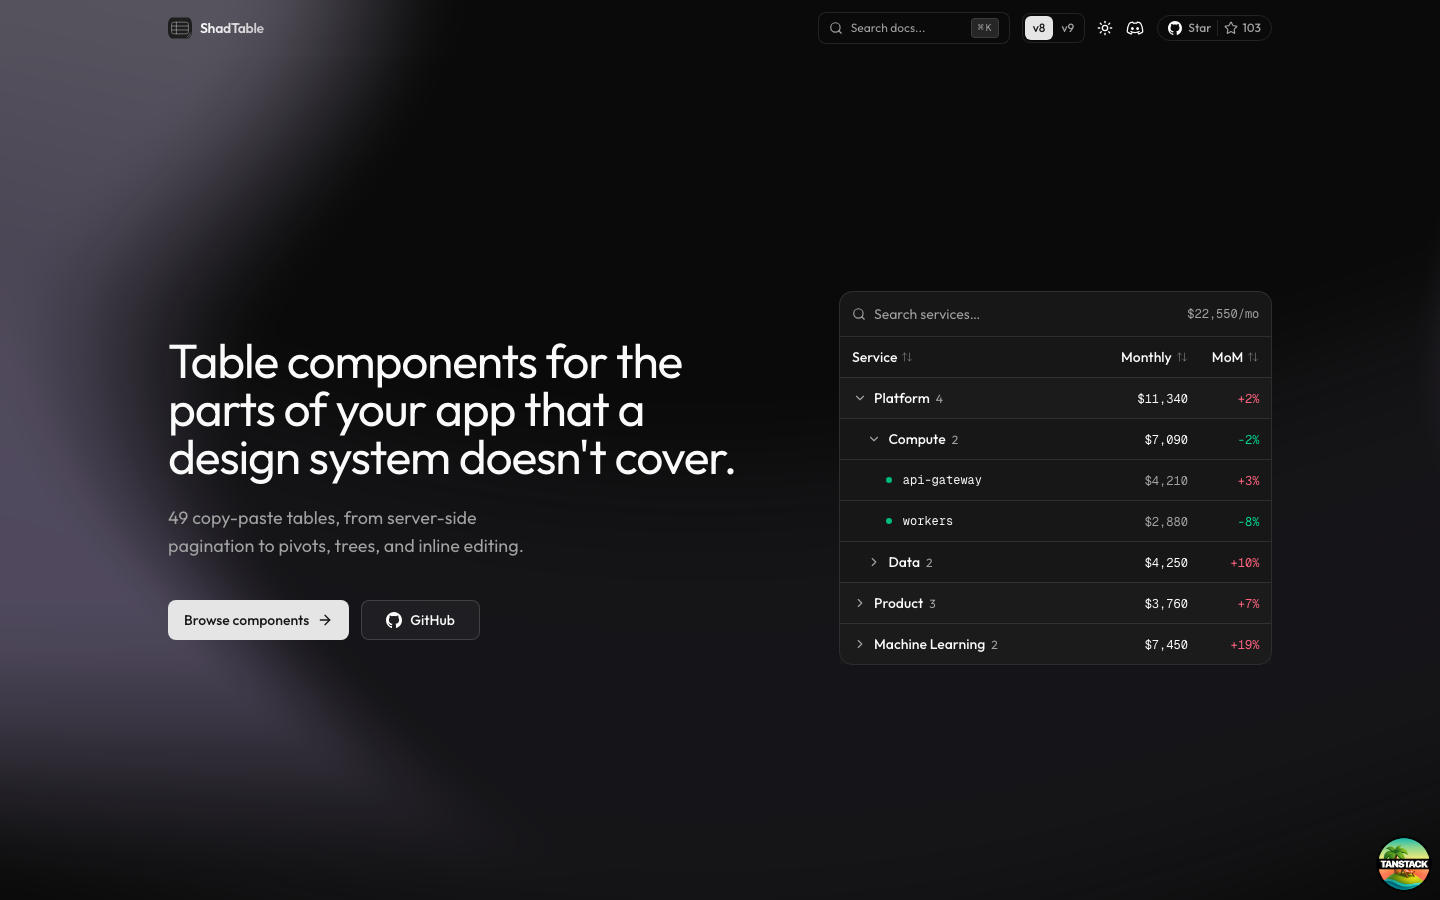 ShadTable
Search docs...
⌘K
v8
v9
Star
103
Table components for the
parts of your app that a
design system doesn't cover.
49 copy-paste tables, from server-side
pagination to pivots, trees, and inline editing.
Browse components
GitHub
Search services...
$22,550/mo
Service Monthly MoM
Platform 4 $11,340 +2%
Compute 2 $7,090 -2%
api-gateway $4,210 +3%
workers $2,880 -8%
Data 2 $4,250 +10%
Product 3 $3,760 +7%
Machine Learning 2 $7,450 +19%
TANSTACK